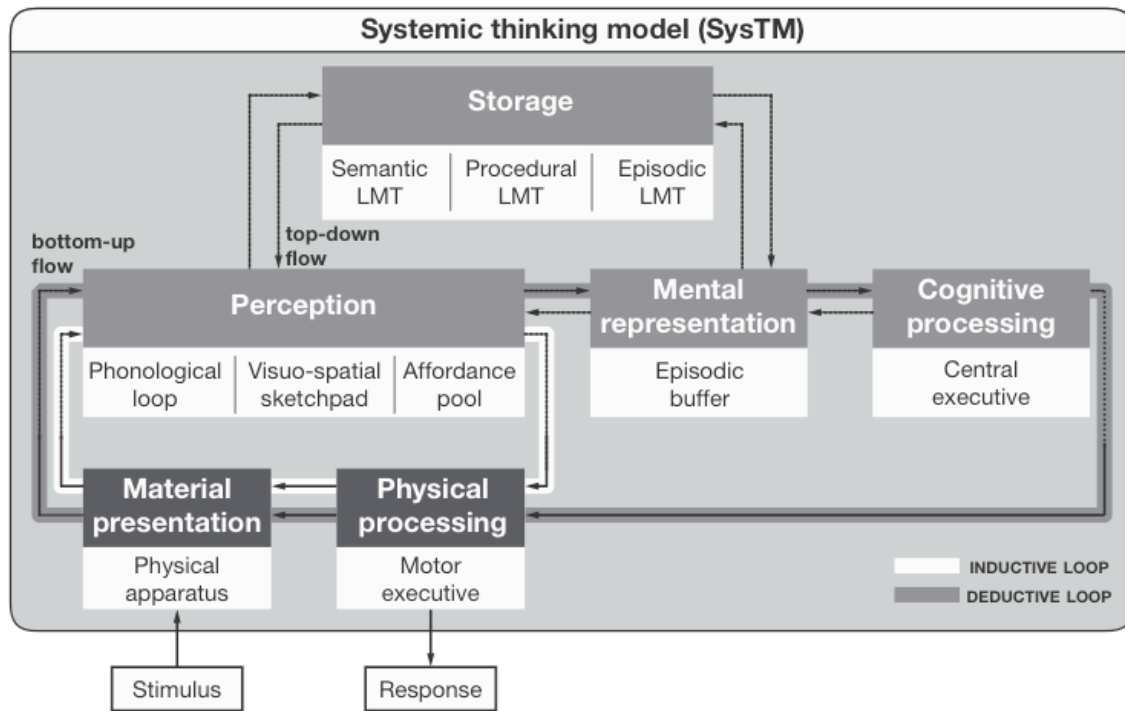 Systemic thinking model (SysTM)
Storage
Semantic
LMT
Procedural
LMT
Episodic
LMT
bottom-up
flow
top-down
flow
Perception
Phonological
loop
Visuo-spatial
sketchpad
Affordance
pool
Mental
representation
Episodic
buffer
Cognitive
processing
Central
executive
Material
presentation
Physical
apparatus
Physical
processing
Motor
executive
INDUCTIVE LOOP
DEDUCTIVE LOOP
Stimulus
Response